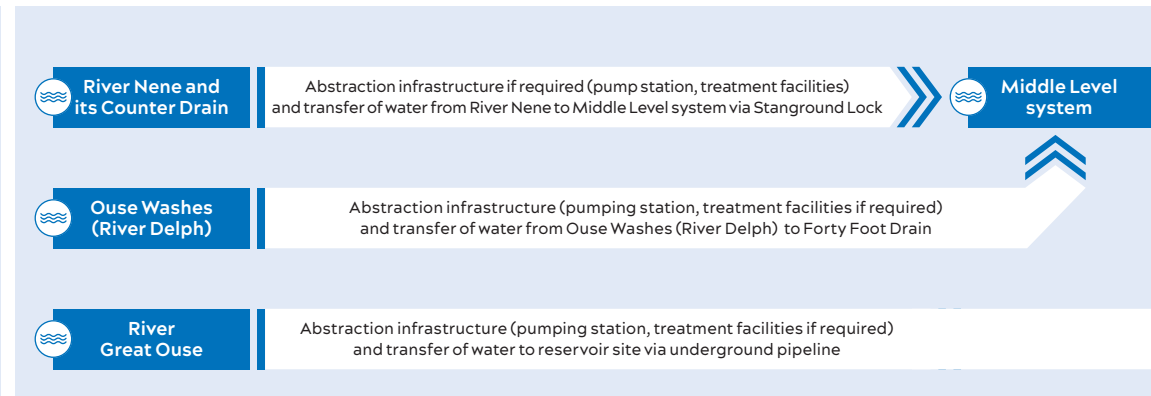 River Nene and
its Counter Drain
Abstraction infrastructure if required (pump station, treatment facilities)
and transfer of water from River Nene to Middle Level system via Stanground Lock
Middle Level
system
Ouse Washes
(River Delph)
Abstraction infrastructure (pumping station, treatment facilities if required)
and transfer of water from Ouse Washes (River Delph) to Forty Foot Drain
River
Great Ouse
Abstraction infrastructure (pumping station, treatment facilities if required)
and transfer of water to reservoir site via underground pipeline